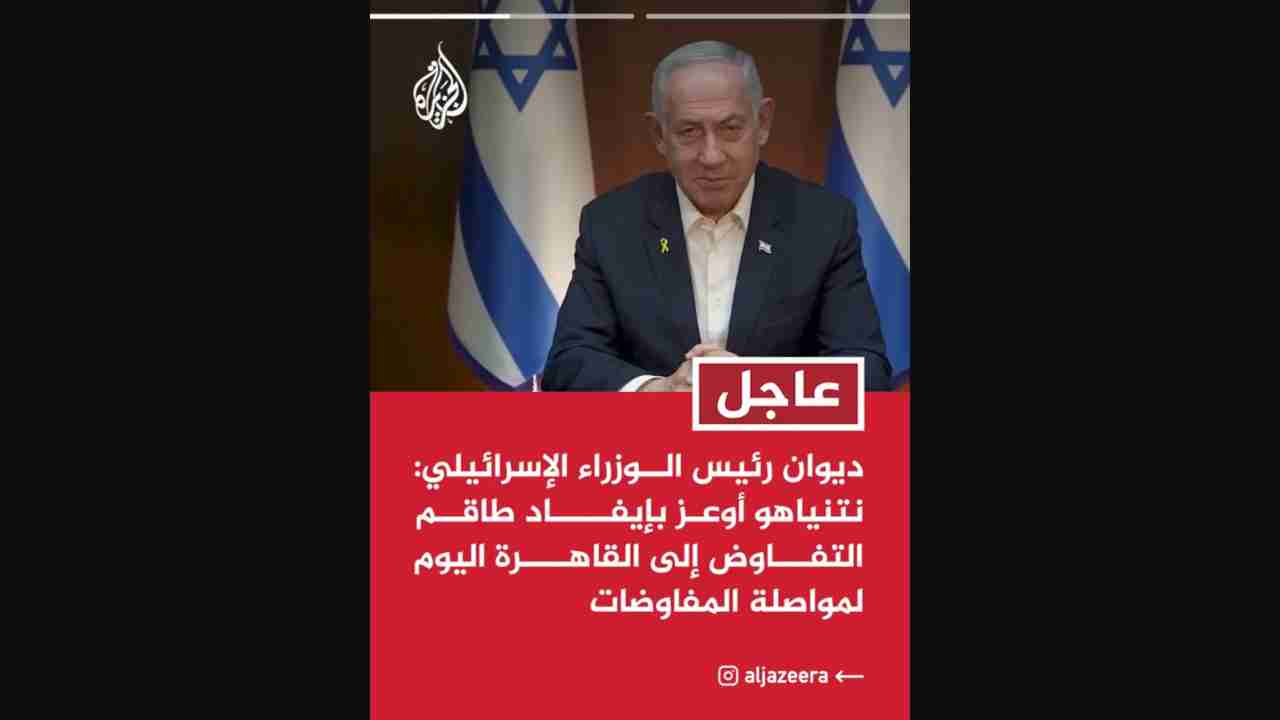 الجزيرة
عاجل
ديوان رئيس الوزراء الإسرائيلي:
نتنياهو أوعز بإيفاد طاقم
التفاوض إلى القاهرة اليوم
لمواصلة المفاوضات
aljazeera